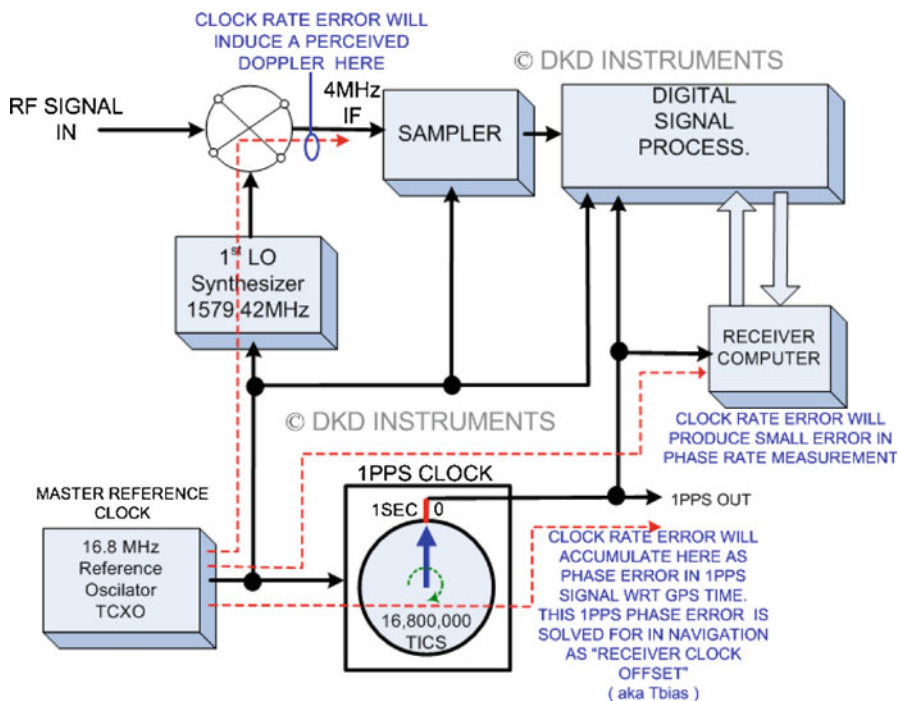 CLOCK RATE ERROR WILL
INDUCE A PERCEIVED
DOPPLER HERE
© DKD INSTRUMENTS
RF SIGNAL
IN
4MHz
IF
SAMPLER
DIGITAL
SIGNAL
PROCESS.
1st LO
Synthesizer
1579.42MHz
RECEIVER
COMPUTER
© DKD INSTRUMENTS
CLOCK RATE ERROR WILL
PRODUCE SMALL ERROR IN
PHASE RATE MEASUREMENT
MASTER REFERENCE
CLOCK
16.8 MHz
Reference
Oscilator
TCXO
1PPS CLOCK
1SEC 0
16,800,000
TICS
1PPS OUT
CLOCK RATE ERROR WILL
ACCUMULATE HERE AS
PHASE ERROR IN 1PPS
SIGNAL WRT GPS TIME.
THIS 1PPS PHASE ERROR IS
SOLVED FOR IN NAVIGATION
AS “RECEIVER CLOCK
OFFSET”
( aka Tbias )